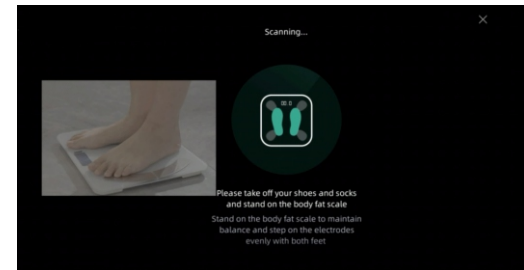 Scanning...
00.0
Please take off your shoes and socks
and stand on the body fat scale
Stand on the body fat scale to maintain
balance and step on the electrodes
evenly with both feet